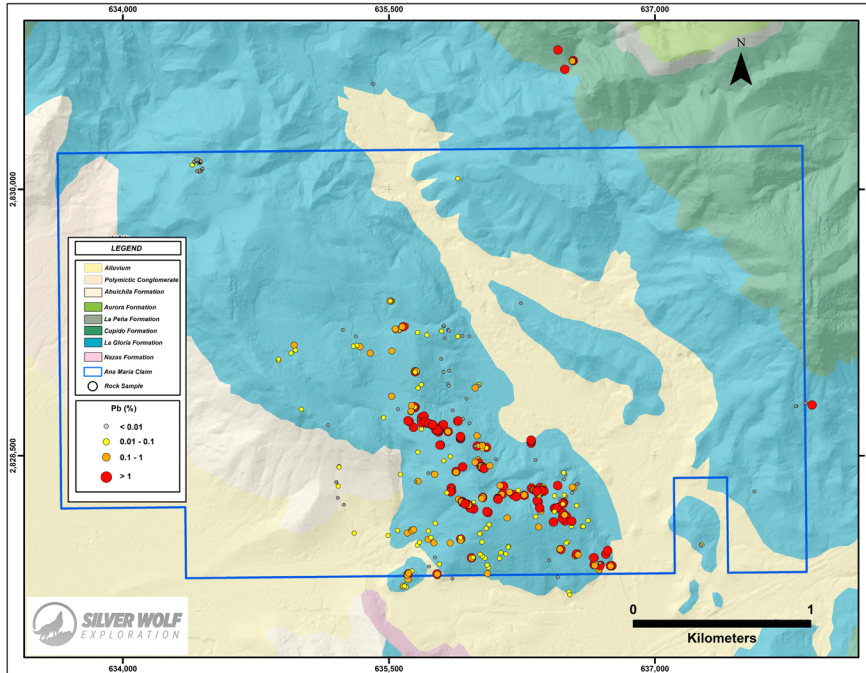 634,000
635,500
637,000
N
2,830,000
2,828,500
LEGEND
Alluvium
Polymictic Conglomerate
Ahuichila Formation
Aurora Formation
La Peña Formation
Cupido Formation
La Gloria Formation
Nazas Formation
Ana Maria Claim
Rock Sample
Pb (%)
< 0.01
0.01 - 0.1
0.1 - 1
> 1
SILVER WOLF
EXPLORATION
0
1
Kilometers
634,000
635,500
637,000